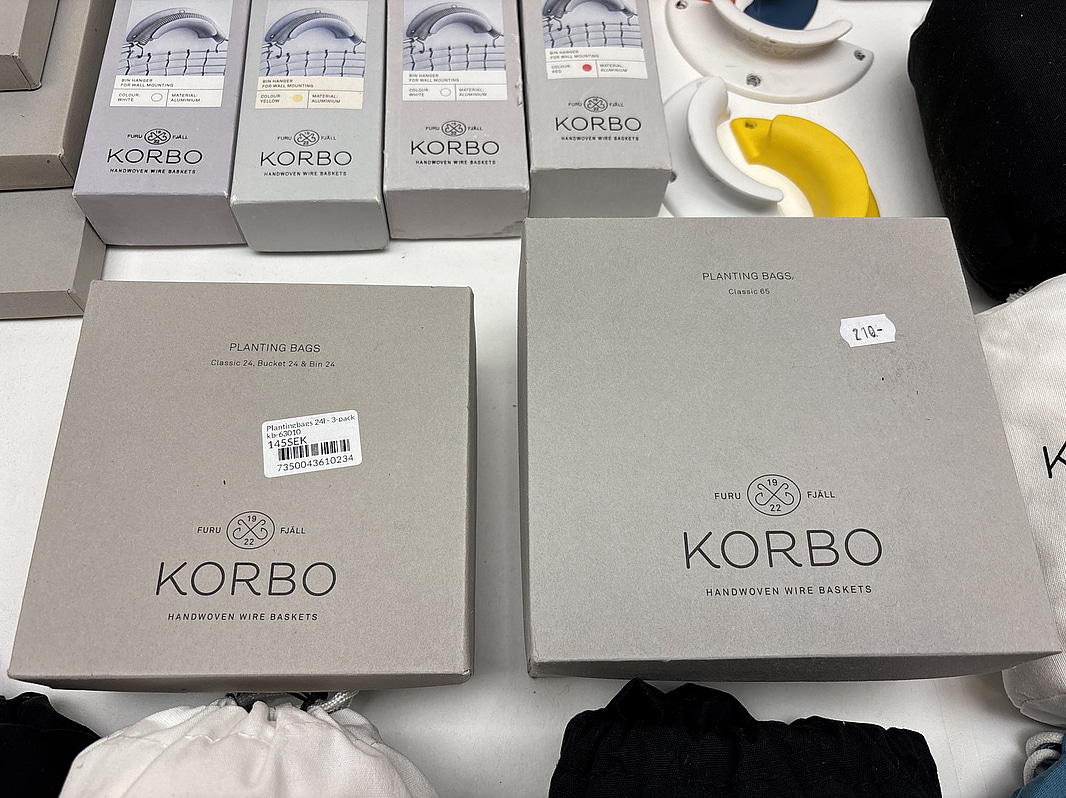 BIN HANGER
FOR WALL MOUNTING
COLOUR:
WHITE
MATERIAL:
ALUMINIUM
FURU FJÄLL
KORBO
HANDWOVEN WIRE BASKETS
BIN HANGER
FOR WALL MOUNTING
COLOUR:
YELLOW
MATERIAL:
ALUMINIUM
FURU FJÄLL
KORBO
HANDWOVEN WIRE BASKETS
BIN HANGER
FOR WALL MOUNTING
COLOUR:
WHITE
MATERIAL:
ALUMINIUM
FURU FJÄLL
KORBO
HANDWOVEN WIRE BASKETS
BIN HANGER
FOR WALL MOUNTING
COLOUR:
RED
MATERIAL:
ALUMINIUM
FURU FJÄLL
KORBO
HANDWOVEN WIRE BASKETS
PLANTING BAGS
Classic 24, Bucket 24 & Bin 24
Plantingbags 24l - 3-pack
kb-63010
145SEK
7350043610234
FURU 19 22 FJÄLL
KORBO
HANDWOVEN WIRE BASKETS
PLANTING BAGS
Classic 65
210.-
FURU 19 22 FJÄLL
KORBO
HANDWOVEN WIRE BASKETS
K